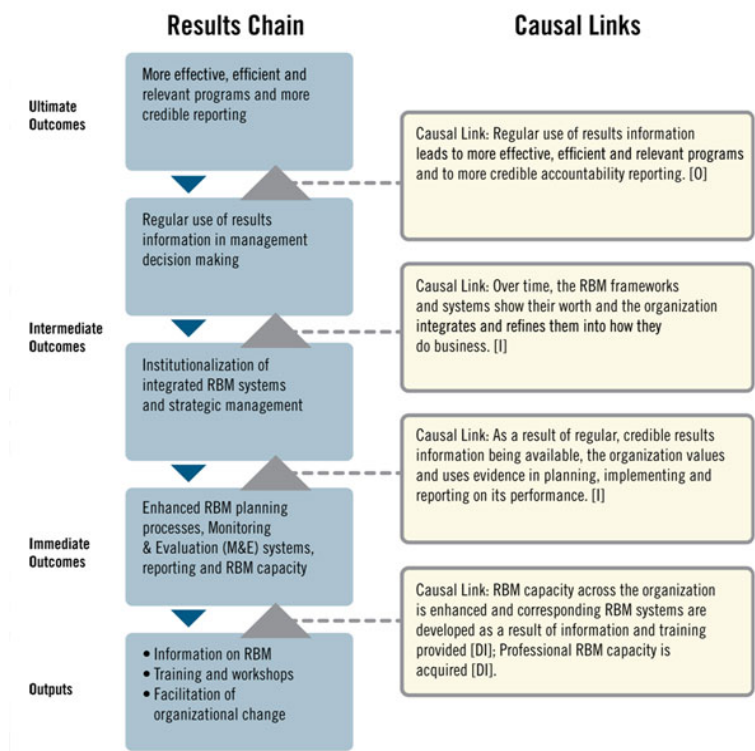 Results Chain
Causal Links
Ultimate
Outcomes
More effective, efficient and
relevant programs and more
credible reporting
Causal Link: Regular use of results information
leads to more effective, efficient and relevant programs
and to more credible accountability reporting. [O]
Regular use of results
information in management
decision making
Intermediate
Outcomes
Causal Link: Over time, the RBM frameworks
and systems show their worth and the organization
integrates and refines them into how they
do business. [I]
Institutionalization of
integrated RBM systems
and strategic management
Causal Link: As a result of regular, credible results
information being available, the organization values
and uses evidence in planning, implementing and
reporting on its performance. [I]
Immediate
Outcomes
Enhanced RBM planning
processes, Monitoring
& Evaluation (M&E) systems,
reporting and RBM capacity
Causal Link: RBM capacity across the organization
is enhanced and corresponding RBM systems are
developed as a result of information and training
provided [DI]; Professional RBM capacity is
acquired [DI].
Outputs
• Information on RBM
• Training and workshops
• Facilitation of
organizational change